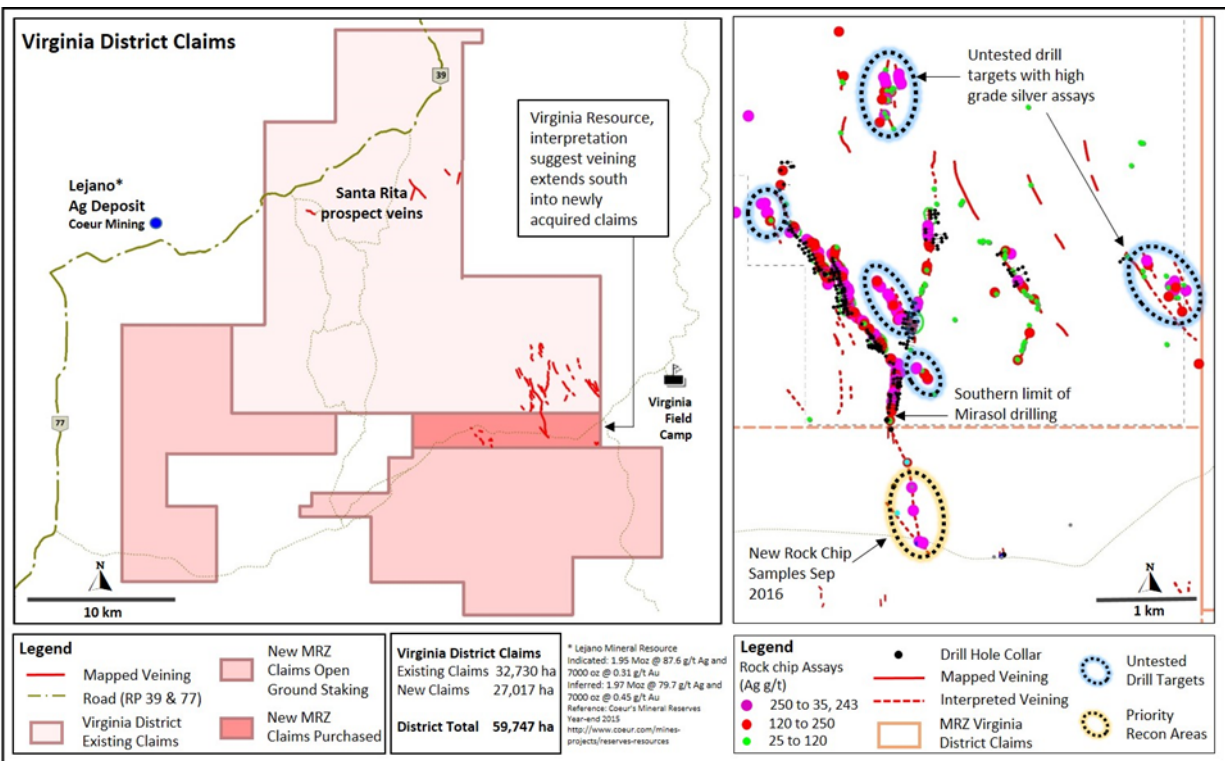 Virginia District Claims
39
Virginia Resource,
interpretation
suggest veining
extends south
into newly
acquired claims
Lejano*
Ag Deposit
Coeur Mining
Santa Rita
prospect veins
77
Virginia
Field
Camp
N
10 km
Untested drill
targets with high
grade silver assays
Southern limit of
Mirasol drilling
New Rock Chip
Samples Sep
2016
N
1 km
Legend
Mapped Veining
Road (RP 39 & 77)
Virginia District
Existing Claims
New MRZ
Claims Open
Ground Staking
New MRZ
Claims Purchased
Virginia District Claims
Existing Claims 32,730 ha
New Claims 27,017 ha
District Total 59,747 ha
* Lejano Mineral Resource
Indicated: 1.95 Moz @ 87.6 g/t Ag and
7000 oz @ 0.31 g/t Au
Inferred: 1.97 Moz @ 79.7 g/t Ag and
7000 oz @ 0.45 g/t Au
Reference: Coeur's Mineral Reserves
Year-end 2015
http://www.coeur.com/mines-
projects/reserves-resources
Legend
Rock chip Assays
(Ag g/t)
250 to 35, 243
120 to 250
25 to 120
Drill Hole Collar
Mapped Veining
Interpreted Veining
MRZ Virginia
District Claims
Untested
Drill Targets
Priority
Recon Areas